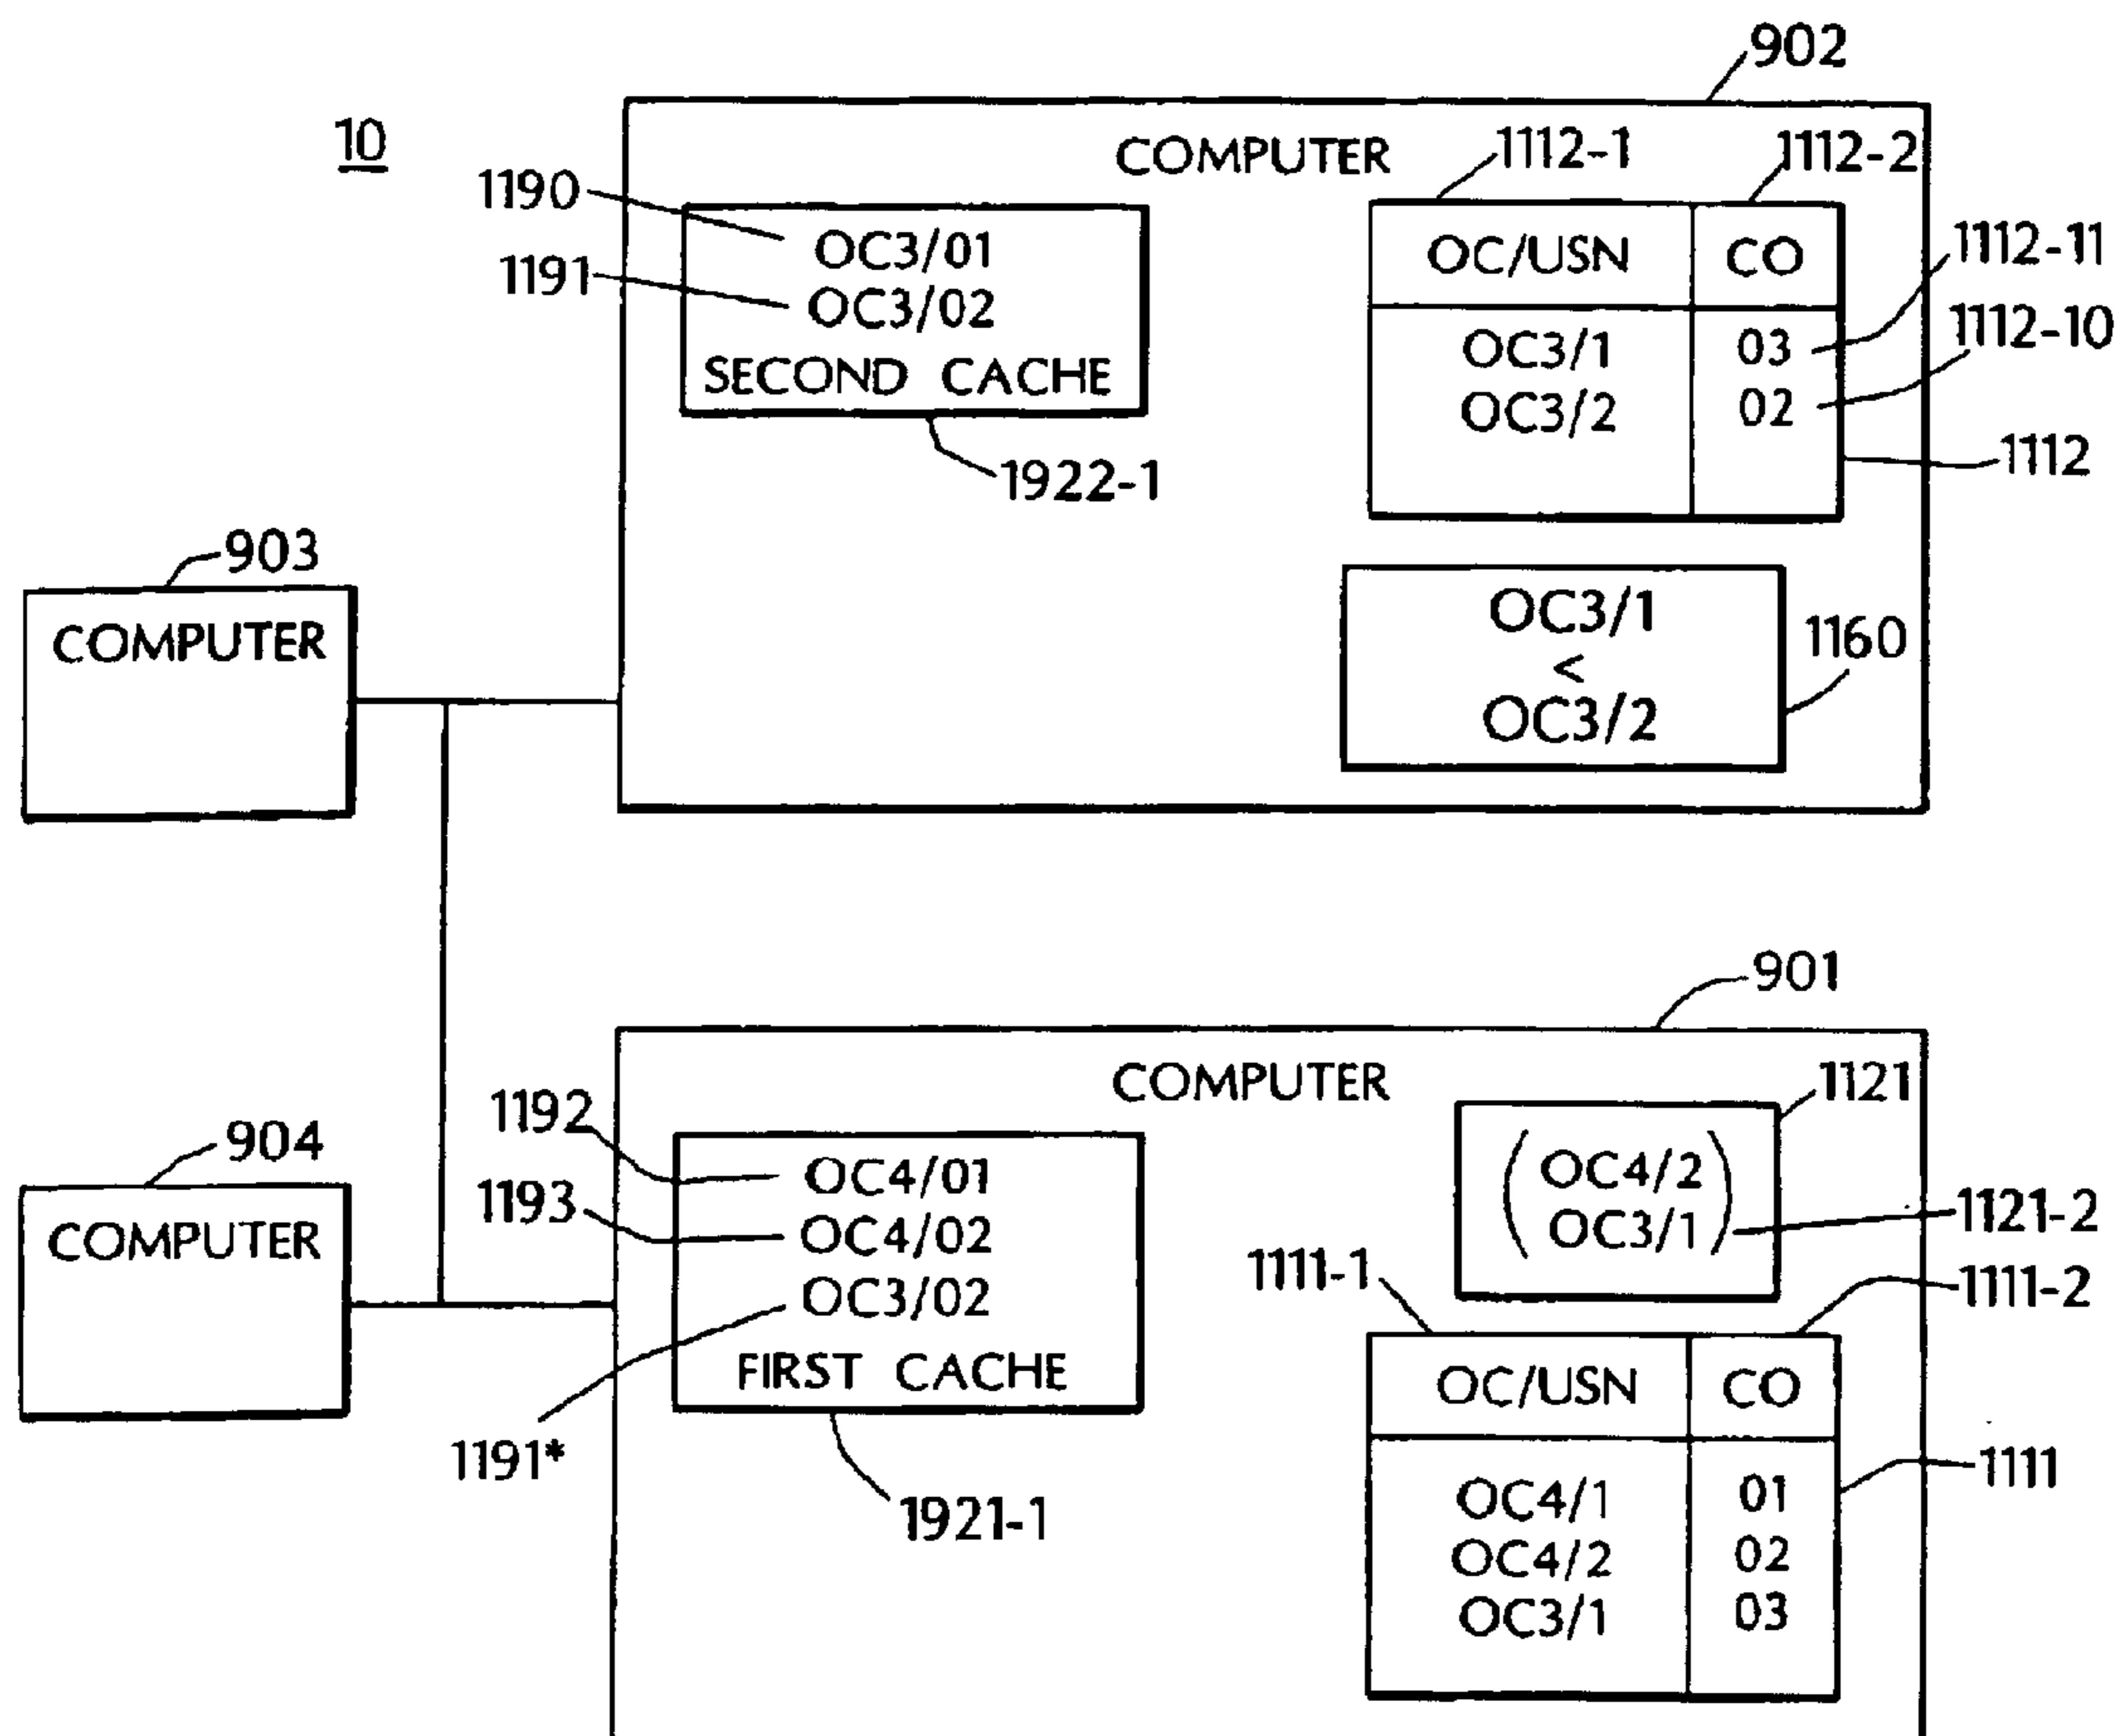 10
902
COMPUTER
1112-1
1112-2
1190
OC3/01
1191
OC3/02
SECOND CACHE
1922-1
OC/USN CO
1112-11
OC3/1 03
1112-10
OC3/2 02
1112
903
COMPUTER
OC3/1
<
OC3/2
1160
901
COMPUTER
1121
1192
OC4/01
1193
OC4/02
OC3/02
FIRST CACHE
1191*
1921-1
(OC4/2
OC3/1)
1121-2
1111-1
1111-2
904
COMPUTER
OC/USN CO
1111
OC4/1 01
OC4/2 02
OC3/1 03